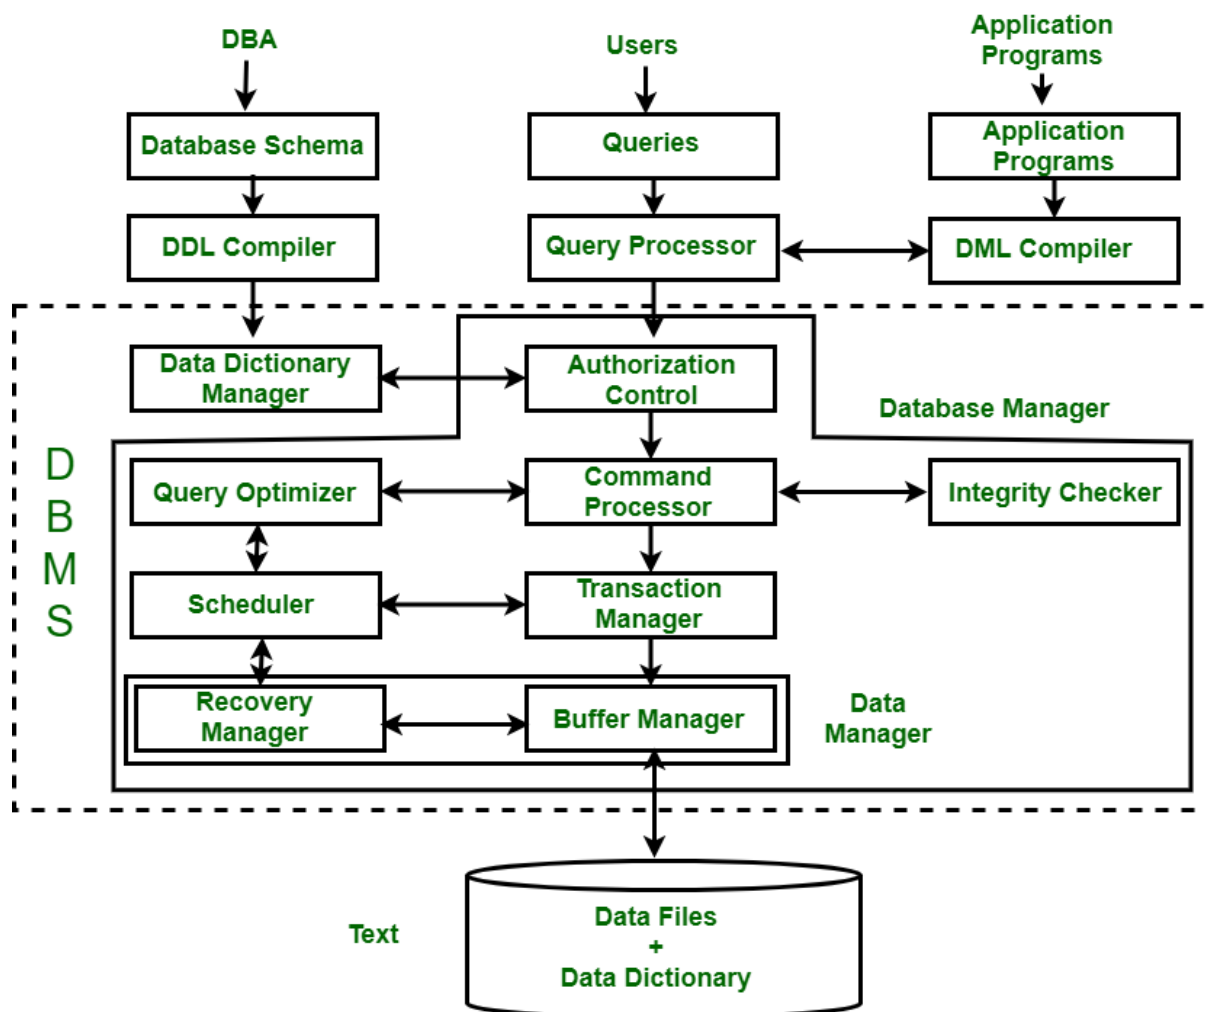 DBA
Users
Application
Programs
Database Schema
Queries
Application
Programs
DDL Compiler
Query Processor
DML Compiler
Data Dictionary
Manager
Authorization
Control
Database Manager
D
B
M
S
Query Optimizer
Command
Processor
Integrity Checker
Scheduler
Transaction
Manager
Recovery
Manager
Buffer Manager
Data
Manager
Text
Data Files
+
Data Dictionary